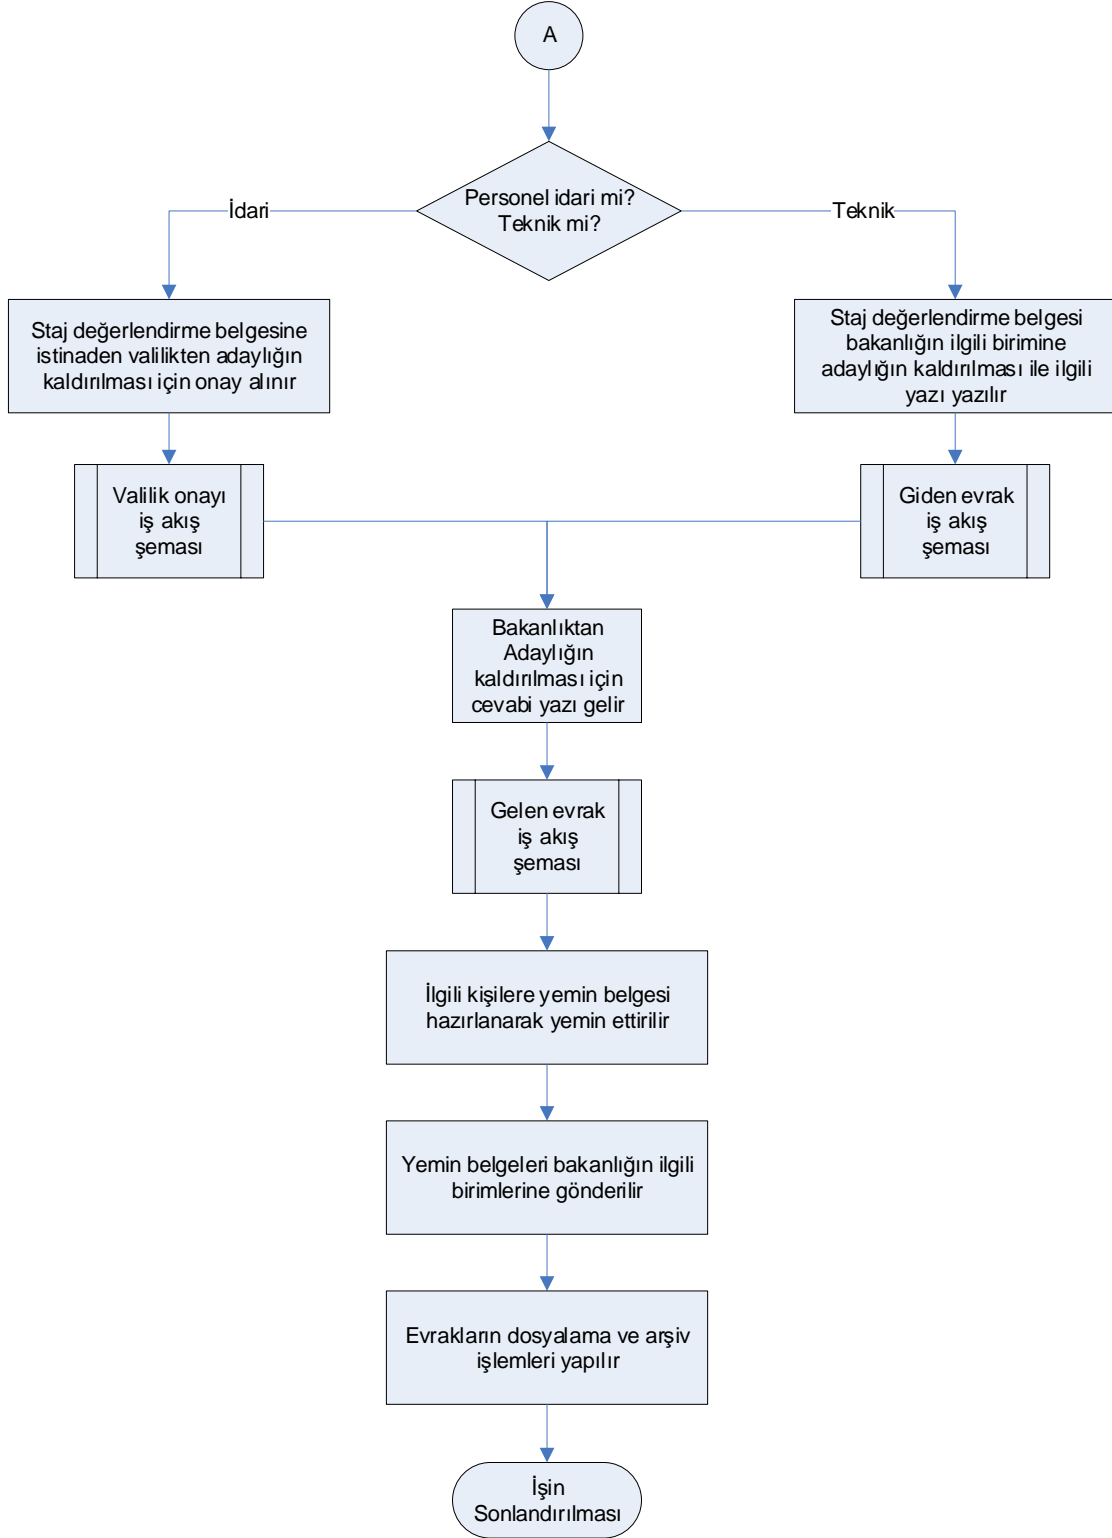 A
Personel idari mi?
Teknik mi?
İdari
Teknik
Staj değerlendirme belgesine
istinaden valilikten adaylığın
kaldırılması için onay alınır
Staj değerlendirme belgesi
bakanlığın ilgili birimine
adaylığın kaldırılması ile ilgili
yazı yazılır
Valilik onayı
iş akış
şeması
Giden evrak
iş akış
şeması
Bakanlıktan
Adaylığın
kaldırılması için
cevabi yazı gelir
Gelen evrak
iş akış
şeması
İlgili kişilere yemin belgesi
hazırlanarak yemin ettirilir
Yemin belgeleri bakanlığın ilgili
birimlerine gönderilir
Evrakların dosyalama ve arşiv
işlemleri yapılır
İşin
Sonlandırılması